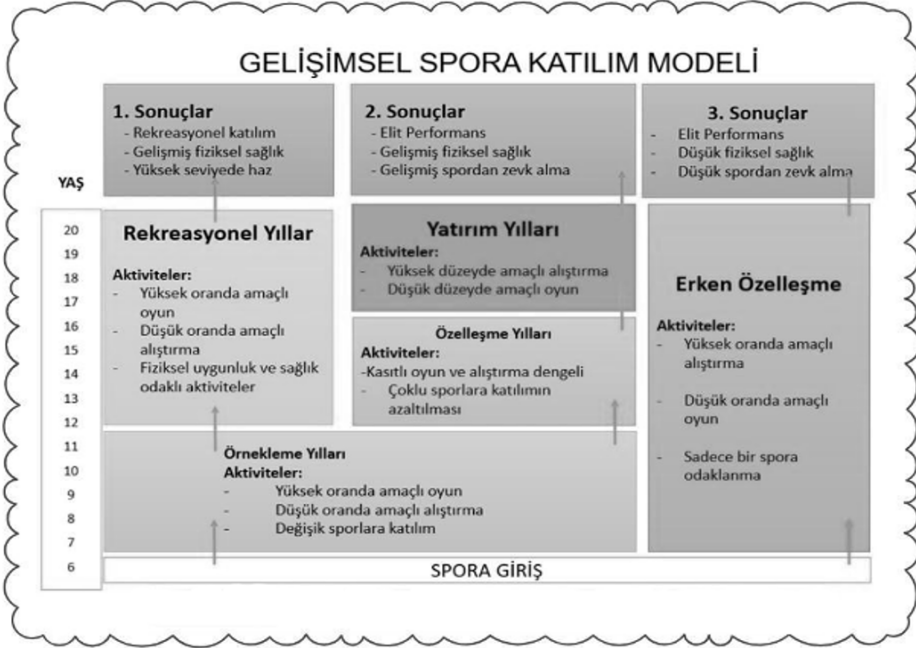 GELİŞİMSEL SPORA KATILIM MODELİ
1. Sonuçlar
- Rekreasyonel katılım
- Gelişmiş fiziksel sağlık
- Yüksek seviyede haz
2. Sonuçlar
- Elit Performans
- Gelişmiş fiziksel sağlık
- Gelişmiş spordan zevk alma
3. Sonuçlar
- Elit Performans
- Düşük fiziksel sağlık
- Düşük spordan zevk alma
YAŞ
20
19
18
17
16
15
14
13
12
11
10
9
8
7
6
Rekreasyonel Yıllar
Aktiviteler:
- Yüksek oranda amaçlı
oyun
- Düşük oranda amaçlı
alıştırma
- Fiziksel uygunluk ve sağlık
odaklı aktiviteler
Yatırım Yılları
Aktiviteler:
- Yüksek düzeyde amaçlı alıştırma
- Düşük düzeyde amaçlı oyun
Özelleşme Yılları
Aktiviteler:
-Kasıtlı oyun ve alıştırma dengeli
- Çoklu sporlara katılımın
azaltılması
Erken Özelleşme
Aktiviteler:
- Yüksek oranda amaçlı
alıştırma
- Düşük oranda amaçlı
oyun
- Sadece bir spora
odaklanma
Örnekleme Yılları
Aktiviteler:
- Yüksek oranda amaçlı oyun
- Düşük oranda amaçlı alıştırma
- Değişik sporlara katılım
SPORA GİRİŞ